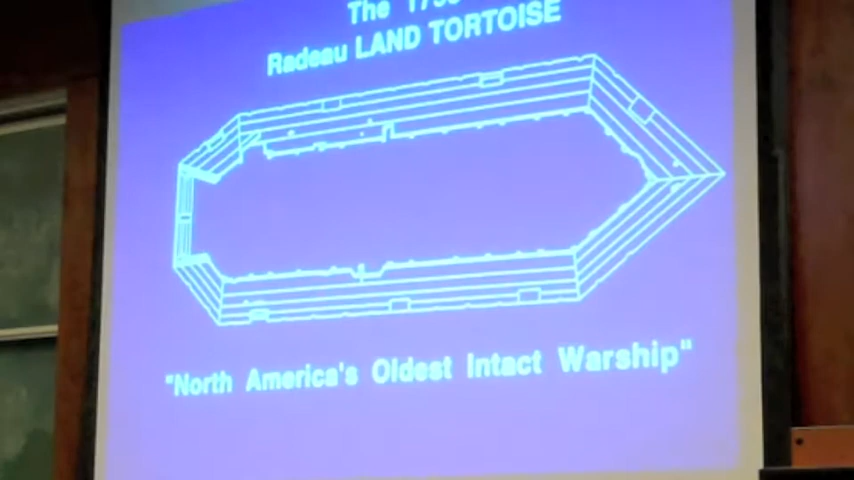 The
Radeau LAND TORTOISE
"North America's Oldest Intact Warship"